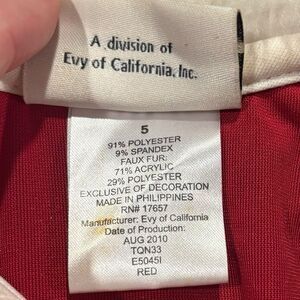 A division of
Evy of California, Inc.
5
91% POLYESTER
9% SPANDEX
FAUX FUR:
71% ACRYLIC
29% POLYESTER
EXCLUSIVE OF DECORATION
MADE IN PHILIPPINES
RN# 17657
Manufacturer: Evy of California
Date of Production:
AUG 2010
TQN33
E5045I
RED